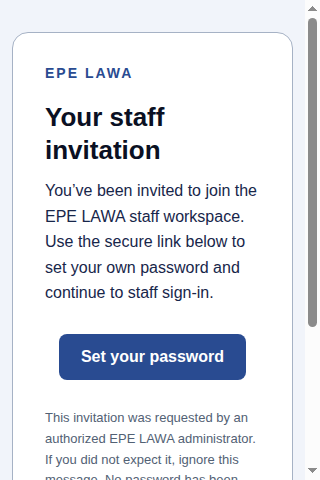 EPE LAWA
Your staff
invitation
You’ve been invited to join the
EPE LAWA staff workspace.
Use the secure link below to
set your own password and
continue to staff sign-in.
Set your password
This invitation was requested by an
authorized EPE LAWA administrator.
If you did not expect it, ignore this
message. No password has been